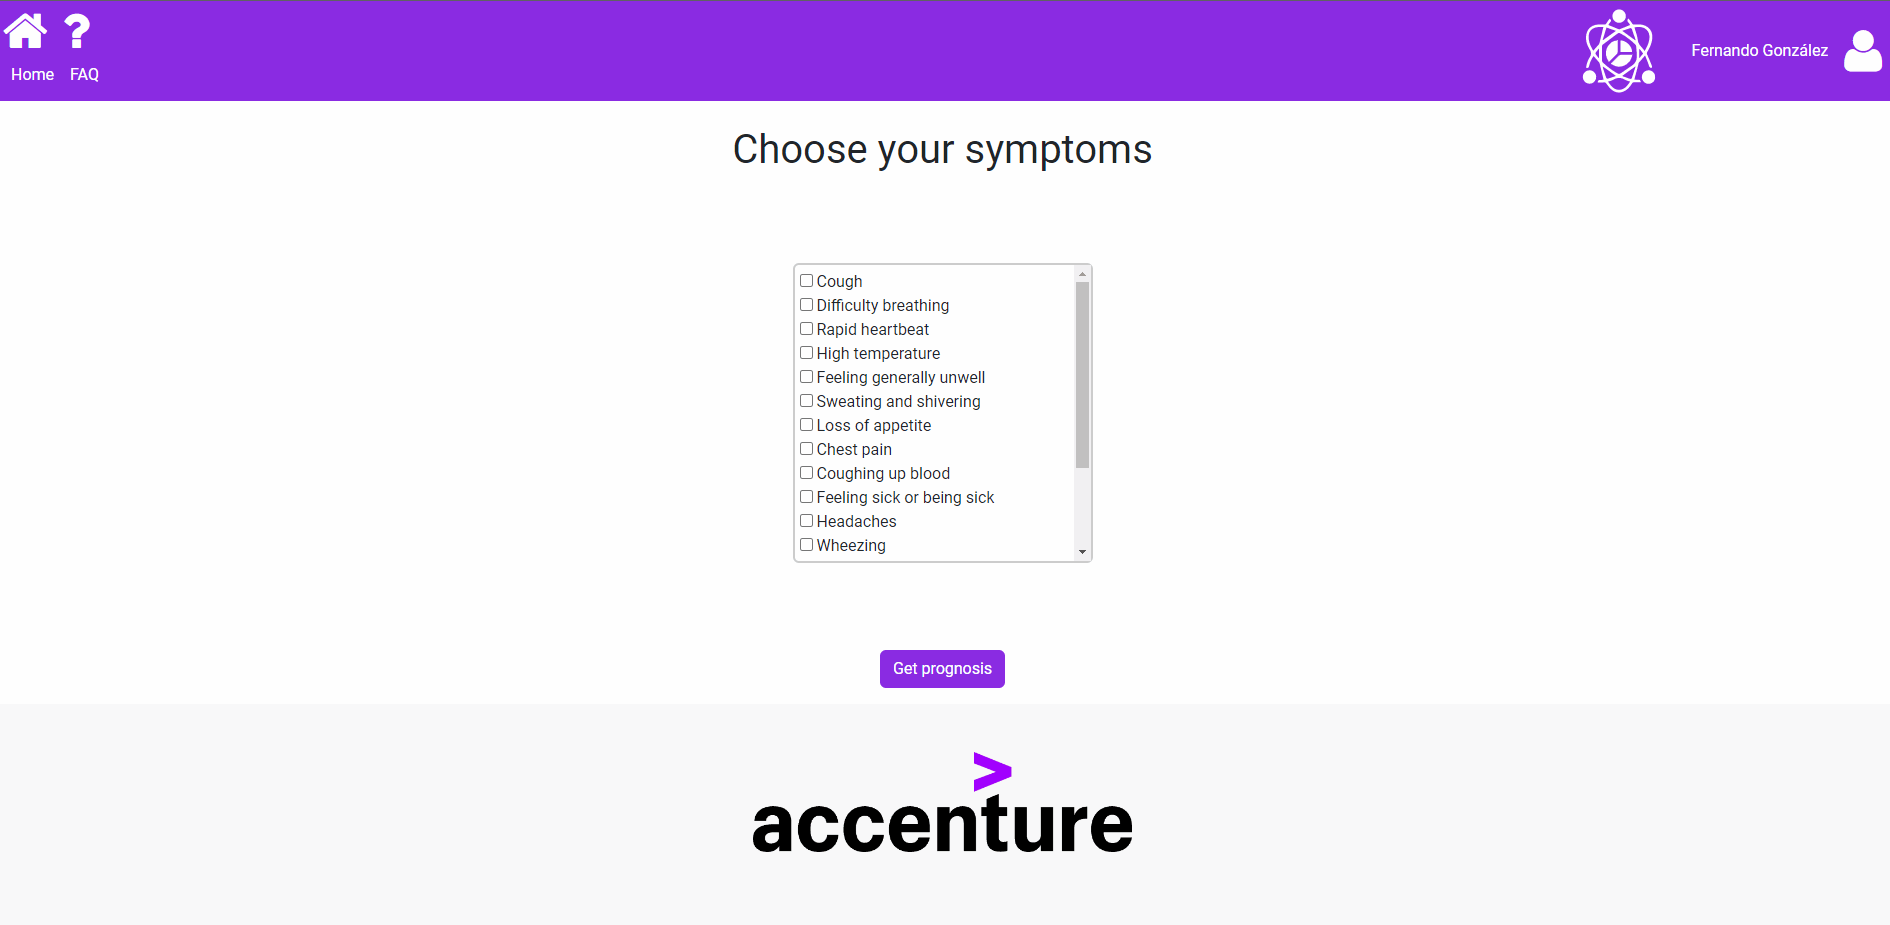 Home FAQ
Fernando González
Choose your symptoms
Cough
Difficulty breathing
Rapid heartbeat
High temperature
Feeling generally unwell
Sweating and shivering
Loss of appetite
Chest pain
Coughing up blood
Feeling sick or being sick
Headaches
Wheezing
Get prognosis
accenture